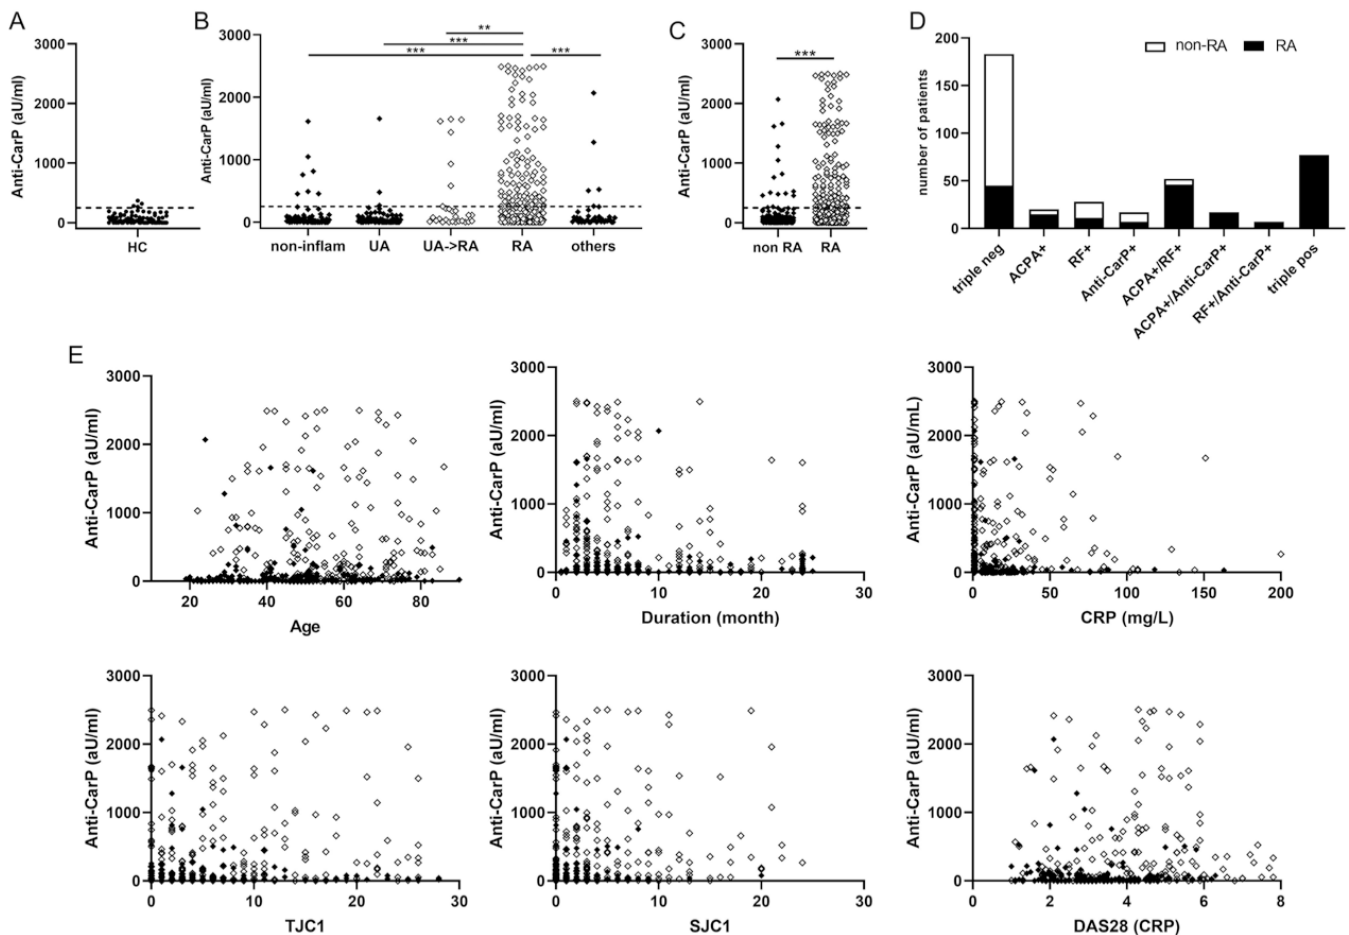 A
Anti-CarP (aU/ml)
3000
2000
1000
0
HC
B
Anti-CarP (aU/ml)
3000
2000
1000
0
**
***
***
***
non-inflam
UA
UA->RA
RA
others
C
Anti-CarP (aU/ml)
3000
2000
1000
0
***
non RA
RA
D
number of patients
200
150
100
50
0
non-RA
RA
triple neg
ACPA+
RF+
Anti-CarP+
ACPA+/RF+
ACPA+/Anti-CarP+
RF+/Anti-CarP+
triple pos
E
Anti-CarP (aU/ml)
3000
2000
1000
0
20 40 60 80
Age
Anti-CarP (aU/ml)
3000
2000
1000
0
0 10 20 30
Duration (month)
Anti-CarP (aU/mL)
3000
2000
1000
0
0 50 100 150 200
CRP (mg/L)
Anti-CarP (aU/ml)
3000
2000
1000
0
0 10 20 30
TJC1
Anti-CarP (aU/ml)
3000
2000
1000
0
0 10 20 30
SJC1
Anti-CarP (aU/ml)
3000
2000
1000
0
0 2 4 6 8
DAS28 (CRP)